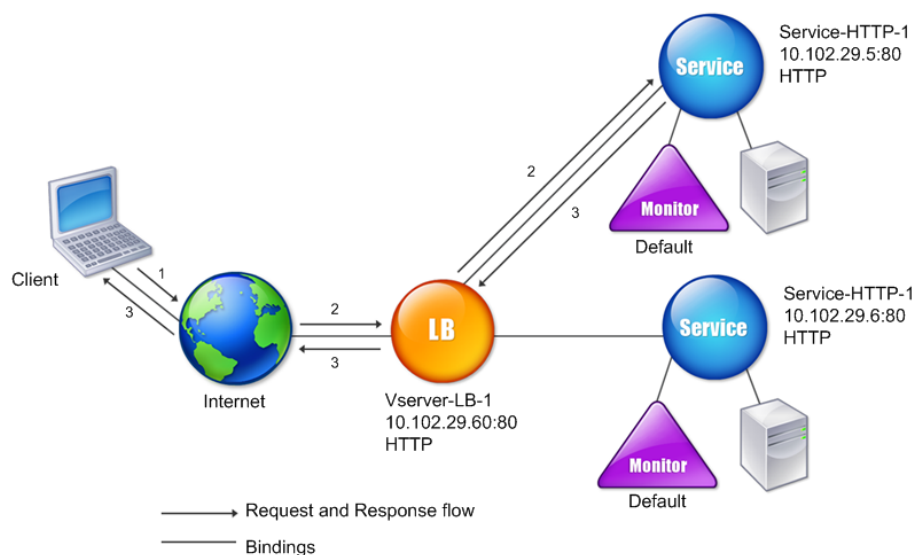 Service-HTTP-1
10.102.29.5:80
HTTP
Service
2
3
Monitor
Default
Client
1
3
2
3
LB
Internet
Vserver-LB-1
10.102.29.60:80
HTTP
Service-HTTP-1
10.102.29.6:80
HTTP
Service
Monitor
Default
Request and Response flow
Bindings